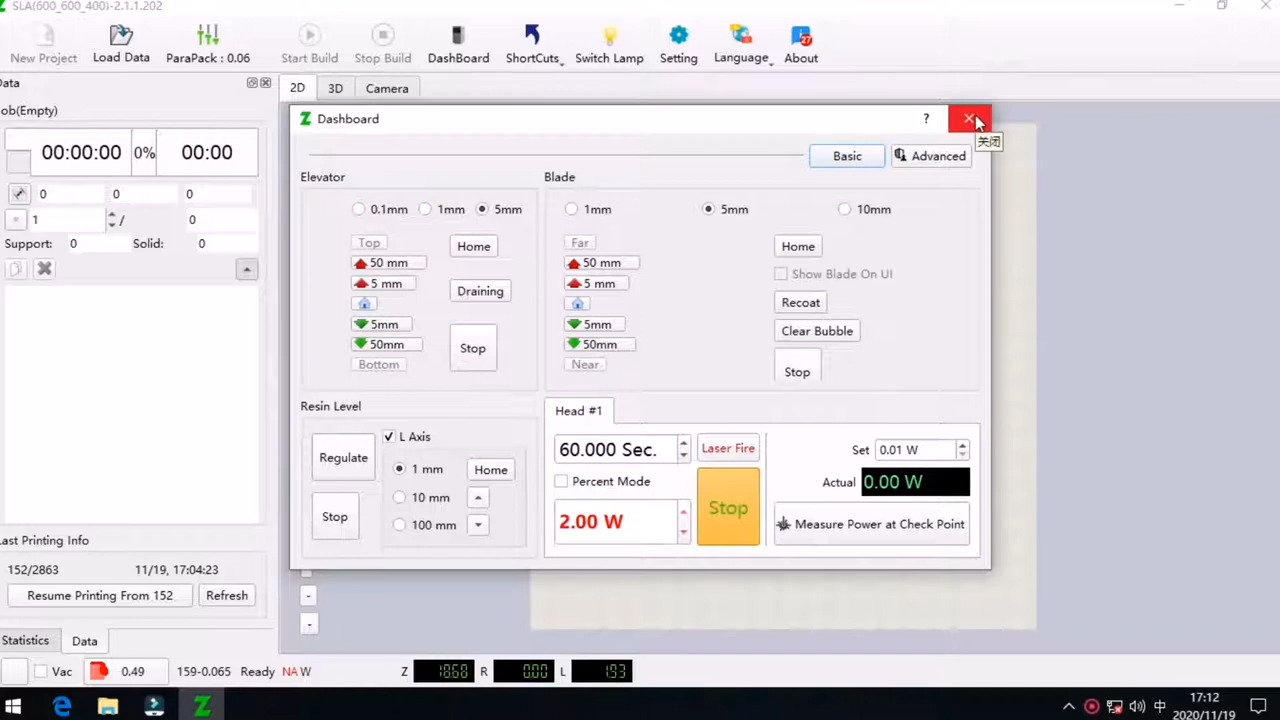 SLA(600_600_400)-2.1.1.202
New Project
Load Data
ParaPack : 0.06
Start Build
Stop Build
DashBoard
ShortCuts
Switch Lamp
Setting
Language
27
About
Data
2D
3D
Camera
ob(Empty)
Dashboard
?
关闭
00:00:00
0%
00:00
Basic
Advanced
0
0
0
1
/
0
Support:
0
Solid:
0
Elevator
0.1mm
1mm
5mm
Top
50 mm
5 mm
5mm
50mm
Bottom
Home
Draining
Stop
Blade
1mm
5mm
10mm
Far
50 mm
5 mm
5mm
50mm
Near
Home
Show Blade On UI
Recoat
Clear Bubble
Stop
Resin Level
Regulate
Stop
L Axis
1 mm
10 mm
100 mm
Home
Head #1
60.000 Sec.
Laser Fire
Percent Mode
2.00 W
Stop
Set
0.01 W
Actual
0.00 W
Measure Power at Check Point
Last Printing Info
152/2863
11/19, 17:04:23
Resume Printing From 152
Refresh
-
-
Statistics
Data
Vac
0.49
159-0.065
Ready
NA W
Z
18.68
R
0.00
L
1.93
中
17:12
2020/11/19